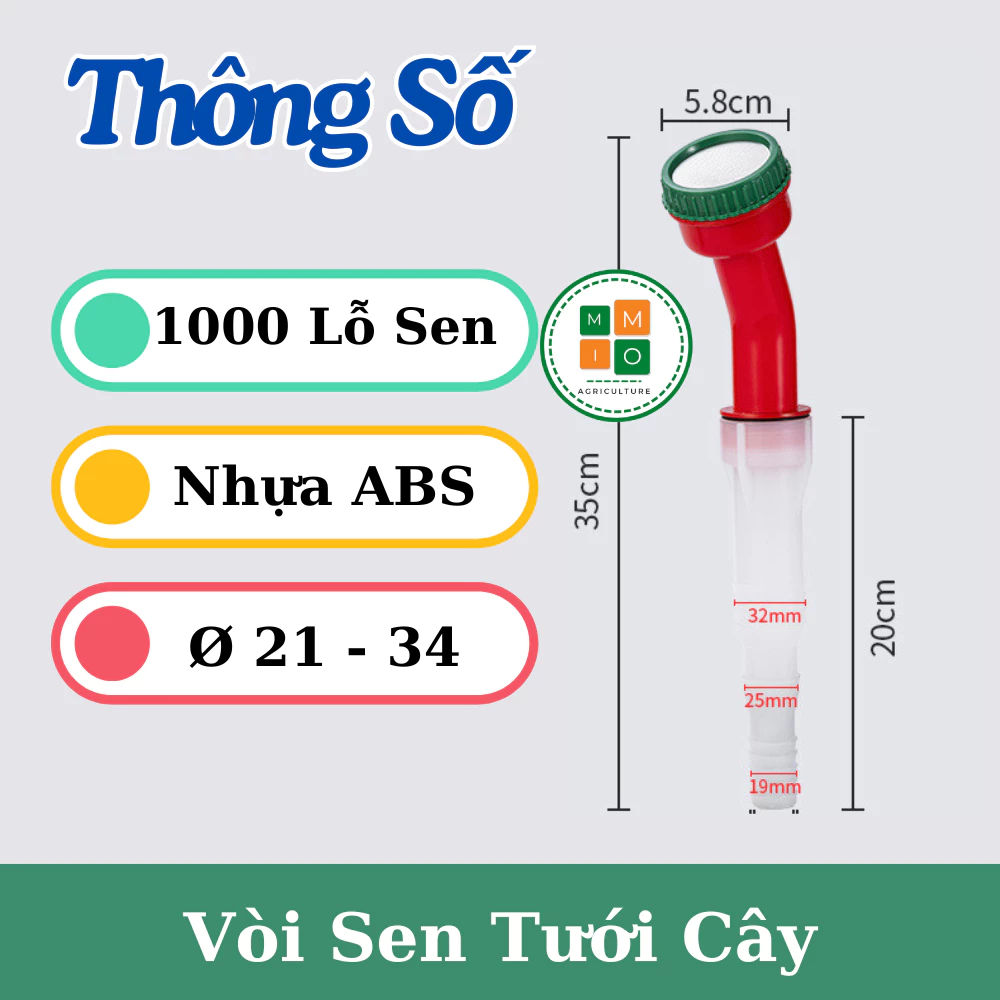 Thông Số
5.8cm
1000 Lỗ Sen
M M
I O
AGRICULTURE
Nhựa ABS
35cm
Ø 21 - 34
32mm
20cm
25mm
19mm
Vòi Sen Tưới Cây